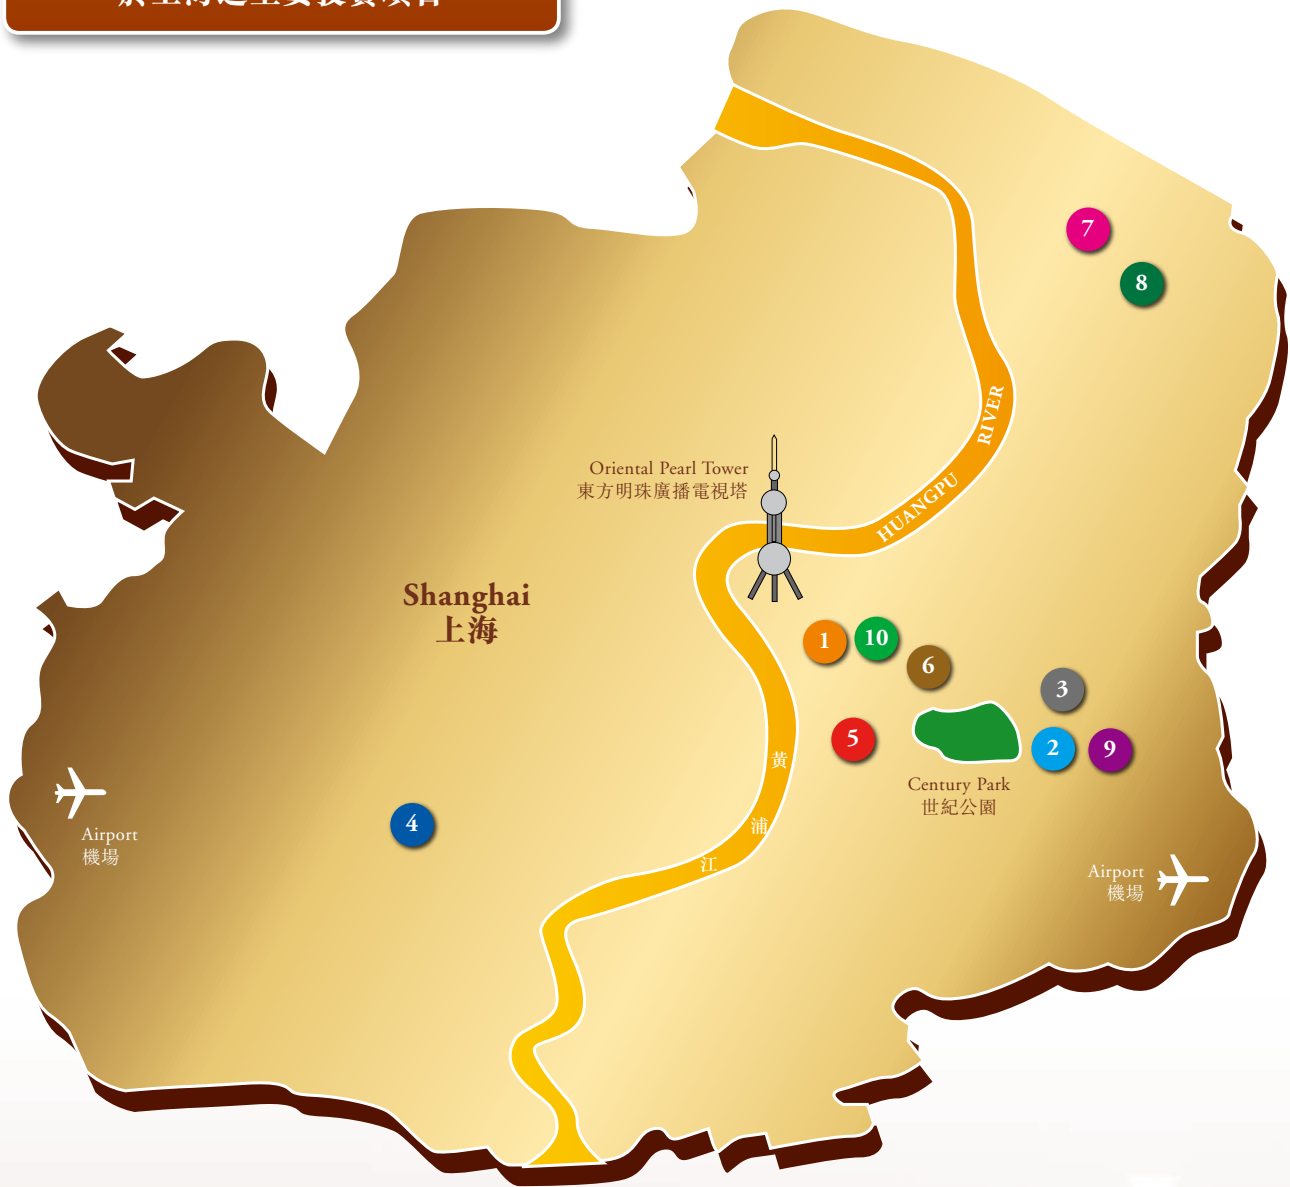 7
8
RIVER
HUANGPU
Oriental Pearl Tower
東方明珠廣播電視塔
Shanghai
上海
1
10
6
3
5
2
9
黃
浦
江
Century Park
世紀公園
4
Airport
機場
Airport
機場